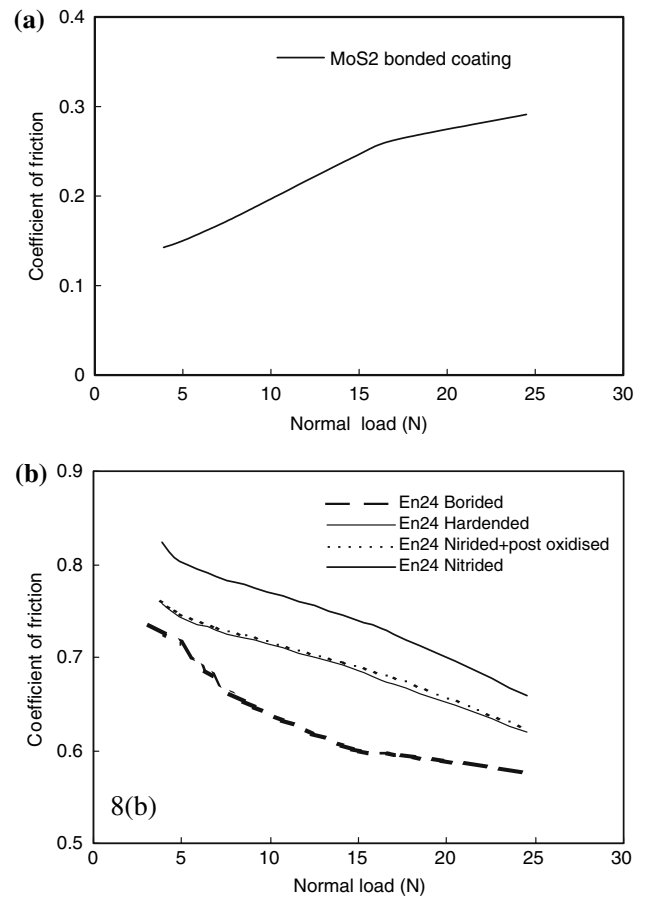 (a)
0.4
0.3
0.2
0.1
0
Coefficient of friction
MoS2 bonded coating
0 5 10 15 20 25 30
Normal load (N)
(b)
0.9
0.8
0.7
0.6
0.5
Coefficient of friction
En24 Borided
En24 Hardended
En24 Nirided+post oxidised
En24 Nitrided
8(b)
0 5 10 15 20 25 30
Normal load (N)